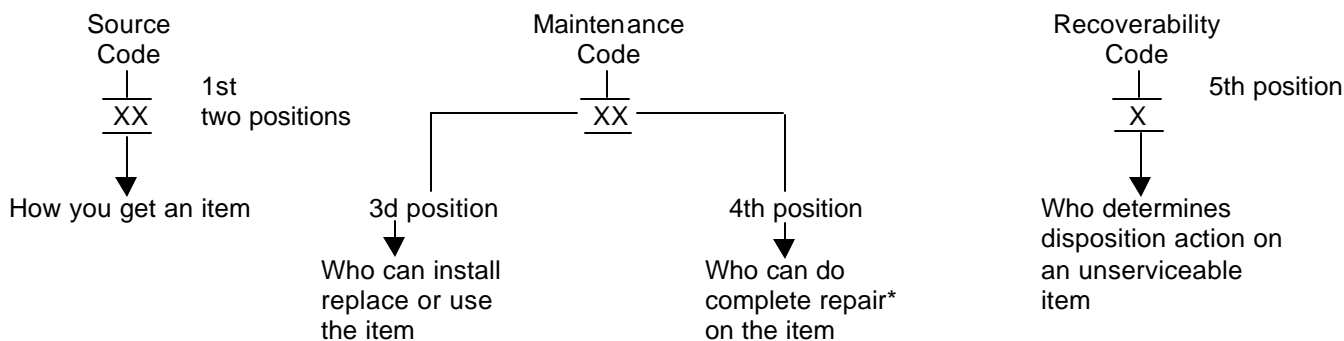 Source
Code
XX
1st
two positions
How you get an item
Maintenance
Code
XX
3d position
Who can install
replace or use
the item
4th position
Who can do
complete repair*
on the item
Recoverability
Code
X
5th position
Who determines
disposition action on
an unserviceable
item